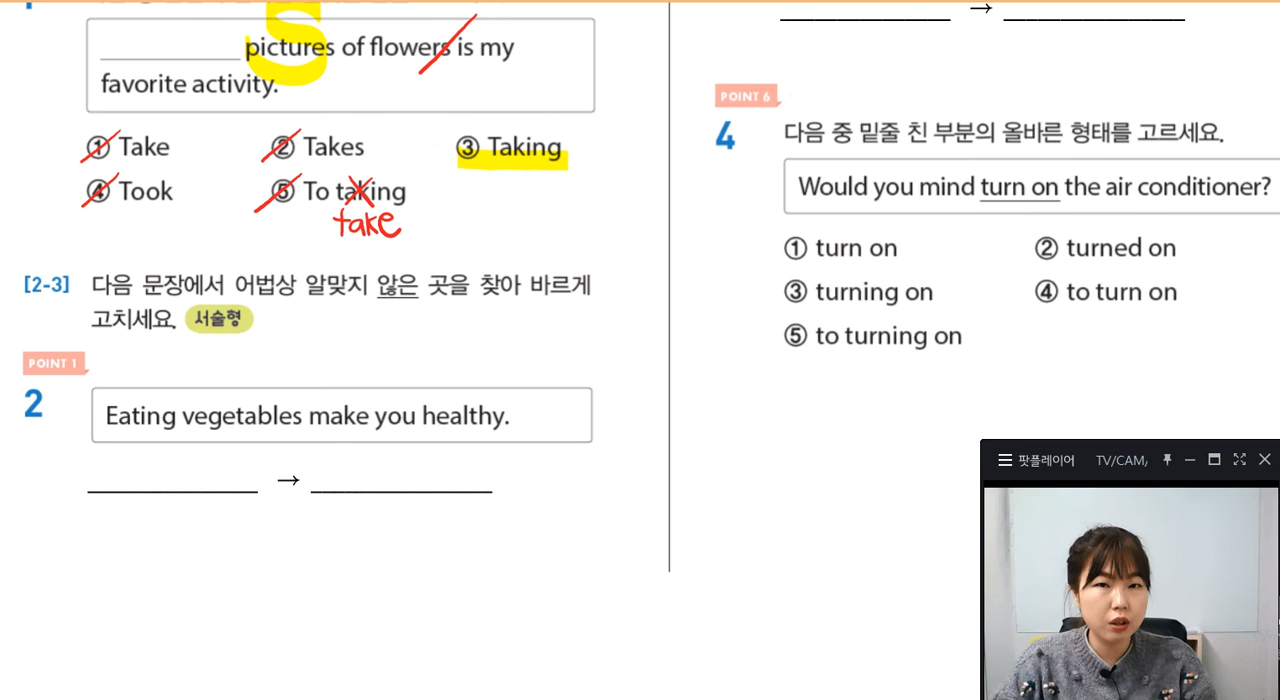 S
__________ pictures of flowers is my
favorite activity.
① Take
② Takes
③ Taking
④ Took
⑤ To taking
take
[2-3] 다음 문장에서 어법상 알맞지 않은 곳을 찾아 바르게
고치세요. 서술형
POINT 1
2
Eating vegetables make you healthy.
____________ → ____________
____________ → ____________
POINT 6
4 다음 중 밑줄 친 부분의 올바른 형태를 고르세요.
Would you mind turn on the air conditioner?
① turn on
② turned on
③ turning on
④ to turn on
⑤ to turning on
팟플레이어 TV/CAM/